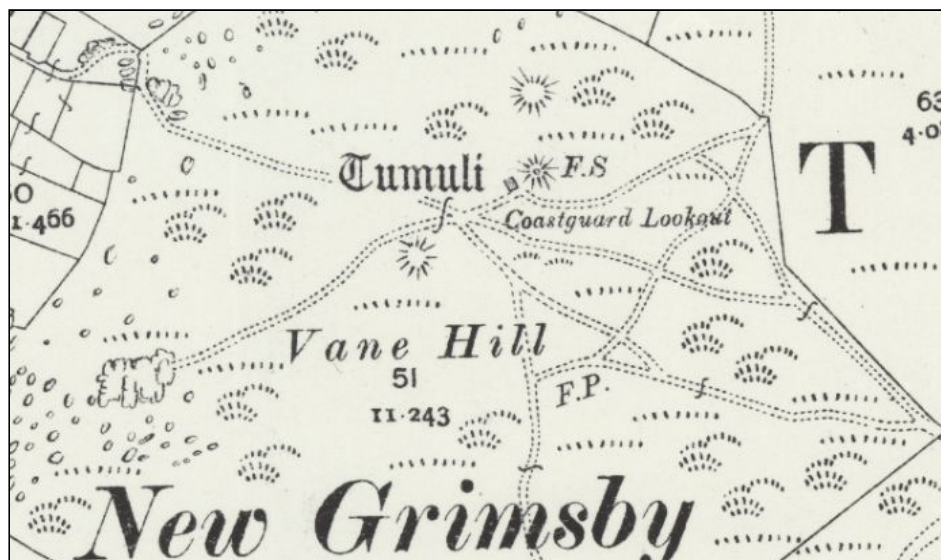 63
4·0
T
Tumuli F.S
Coastguard Lookout
1·466
Vane Hill
51
11·243
F.P.
New Grimsby